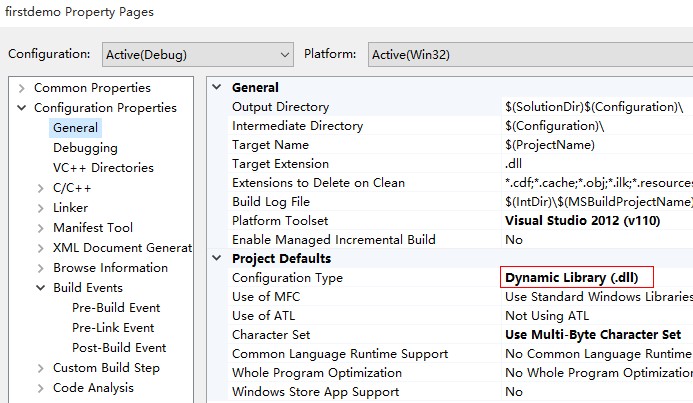 firstdemo Property Pages
Configuration: Active(Debug) Platform: Active(Win32)
Common Properties
Configuration Properties
General
Debugging
VC++ Directories
C/C++
Linker
Manifest Tool
XML Document Generat
Browse Information
Build Events
Pre-Build Event
Pre-Link Event
Post-Build Event
Custom Build Step
Code Analysis
General
Output Directory $(SolutionDir)$(Configuration)\
Intermediate Directory $(Configuration)\
Target Name $(ProjectName)
Target Extension .dll
Extensions to Delete on Clean *.cdf;*.cache;*.obj;*.ilk;*.resources
Build Log File $(IntDir)\$(MSBuildProjectName)
Platform Toolset Visual Studio 2012 (v110)
Enable Managed Incremental Build No
Project Defaults
Configuration Type Dynamic Library (.dll)
Use of MFC Use Standard Windows Libraries
Use of ATL Not Using ATL
Character Set Use Multi-Byte Character Set
Common Language Runtime Support No Common Language Runtime
Whole Program Optimization No Whole Program Optimization
Windows Store App Support No